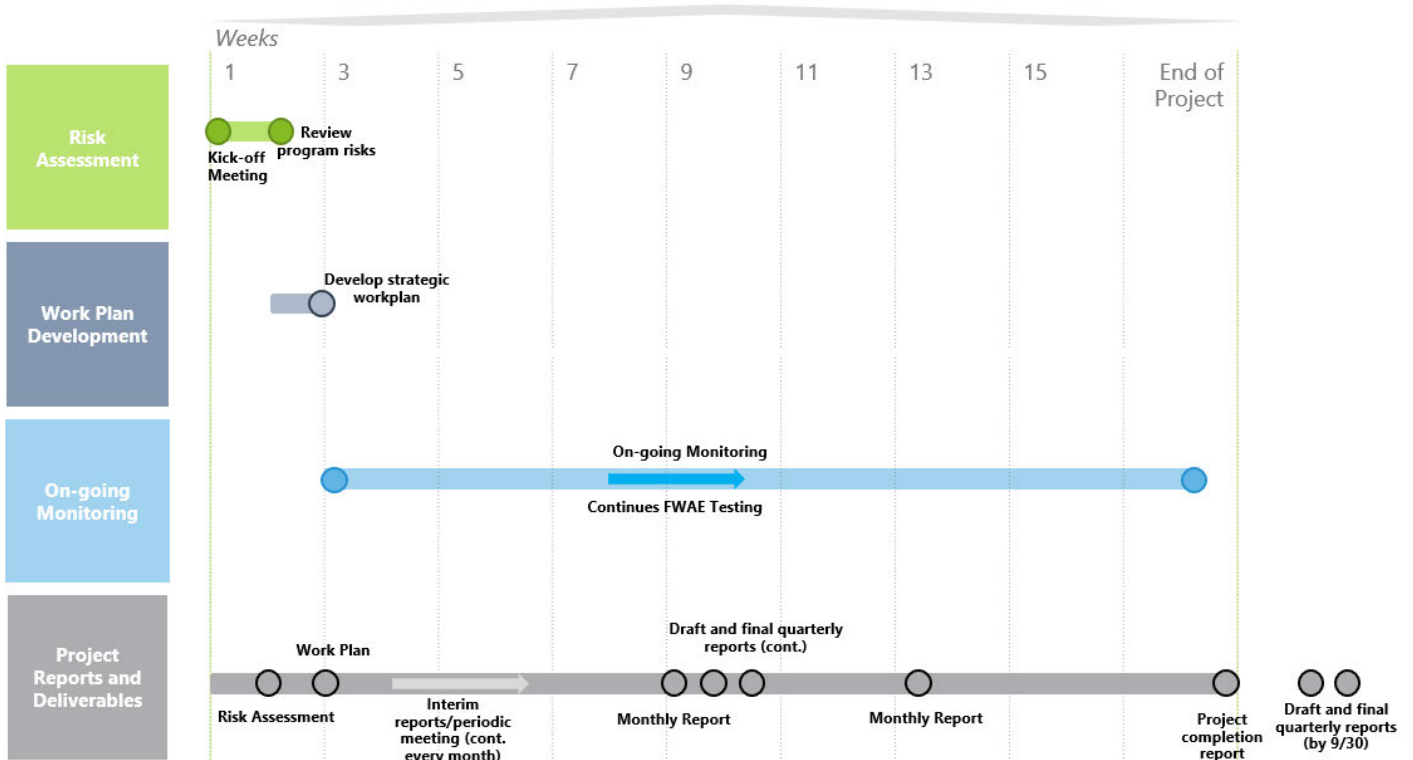 Weeks
1 3 5 7 9 11 13 15 End of
Project
Risk
Assessment
Kick-off
Meeting
Review
program risks
Work Plan
Development
Develop strategic
workplan
On-going
Monitoring
On-going Monitoring
Continues FWAE Testing
Project
Reports and
Deliverables
Risk Assessment
Work Plan
Interim
reports/periodic
meeting (cont.
every month)
Monthly Report
Draft and final quarterly
reports (cont.)
Monthly Report
Project
completion
report
Draft and final
quarterly reports
(by 9/30)